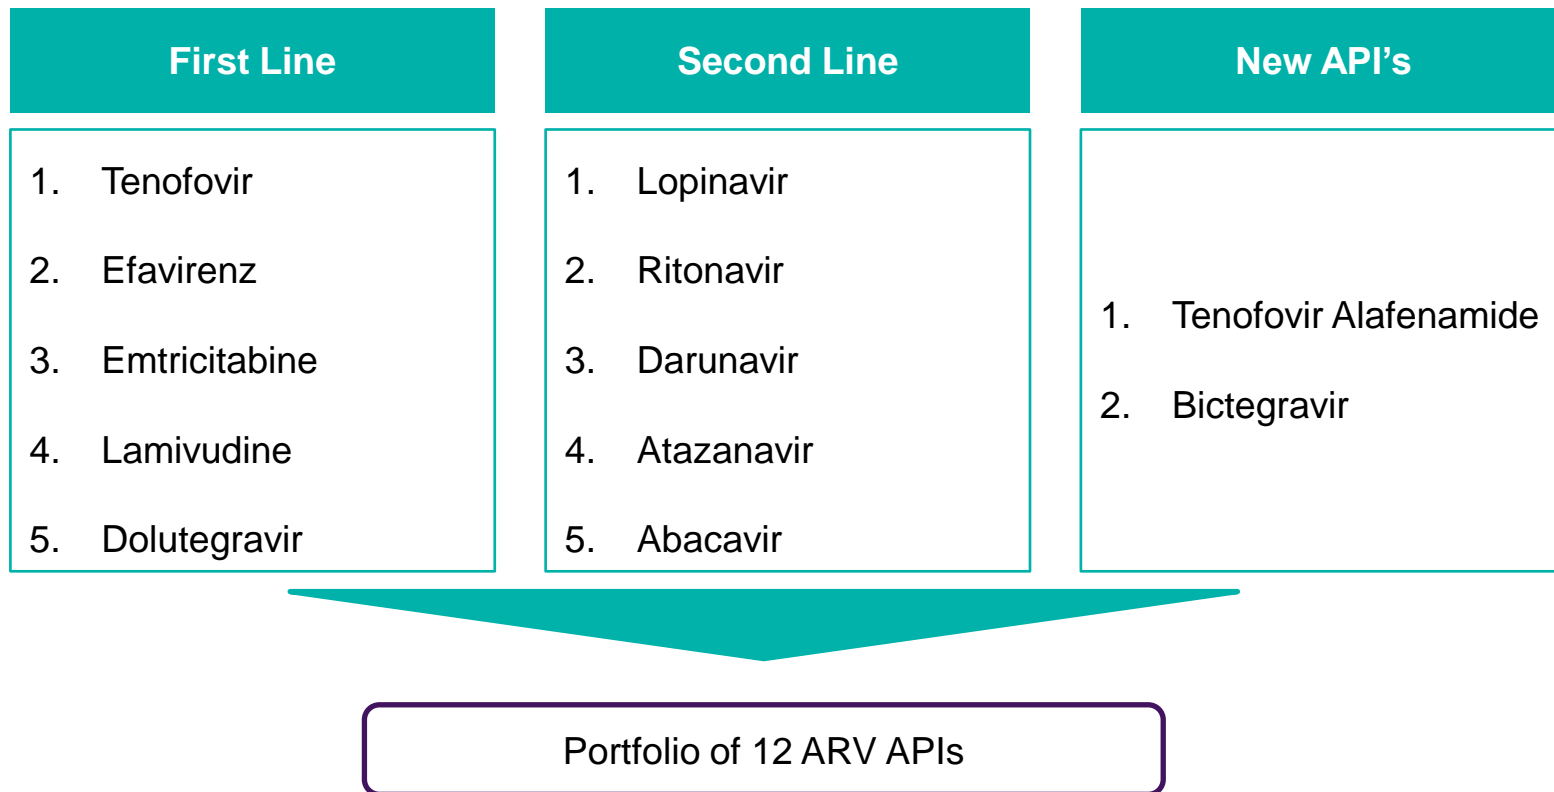 First Line
1. Tenofovir
2. Efavirenz
3. Emtricitabine
4. Lamivudine
5. Dolutegravir
Second Line
1. Lopinavir
2. Ritonavir
3. Darunavir
4. Atazanavir
5. Abacavir
New API’s
1. Tenofovir Alafenamide
2. Bictegravir
Portfolio of 12 ARV APIs